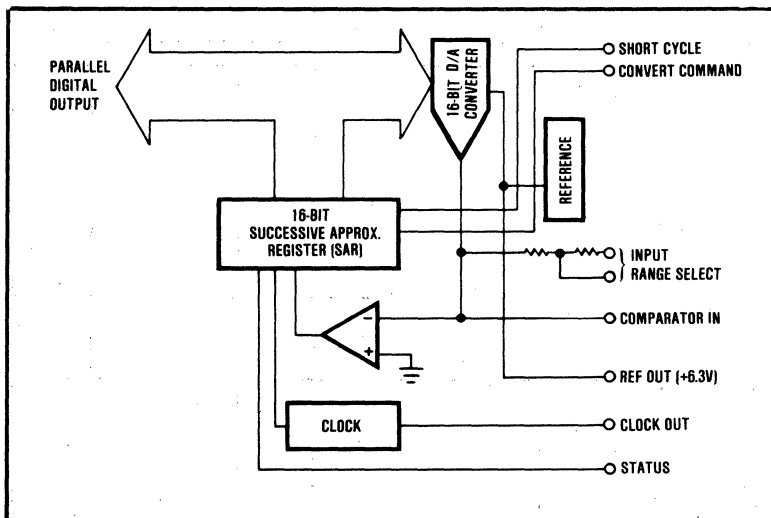 PARALLEL
DIGITAL
OUTPUT
16-BIT D/A
CONVERTER
SHORT CYCLE
CONVERT COMMAND
REFERENCE
16-BIT
SUCCESSIVE APPROX.
REGISTER (SAR)
INPUT
RANGE SELECT
−
+
COMPARATOR IN
REF OUT (+6.3V)
CLOCK
CLOCK OUT
STATUS